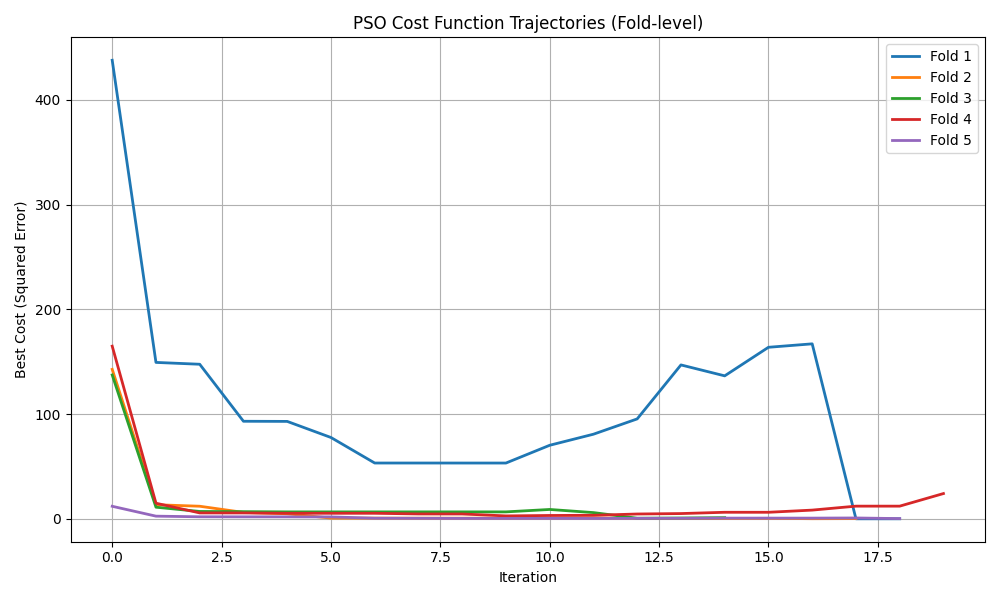 PSO Cost Function Trajectories (Fold-level)
Fold 1
Fold 2
Fold 3
Fold 4
Fold 5
Best Cost (Squared Error)
400
300
200
100
0
0.0 2.5 5.0 7.5 10.0 12.5 15.0 17.5
Iteration